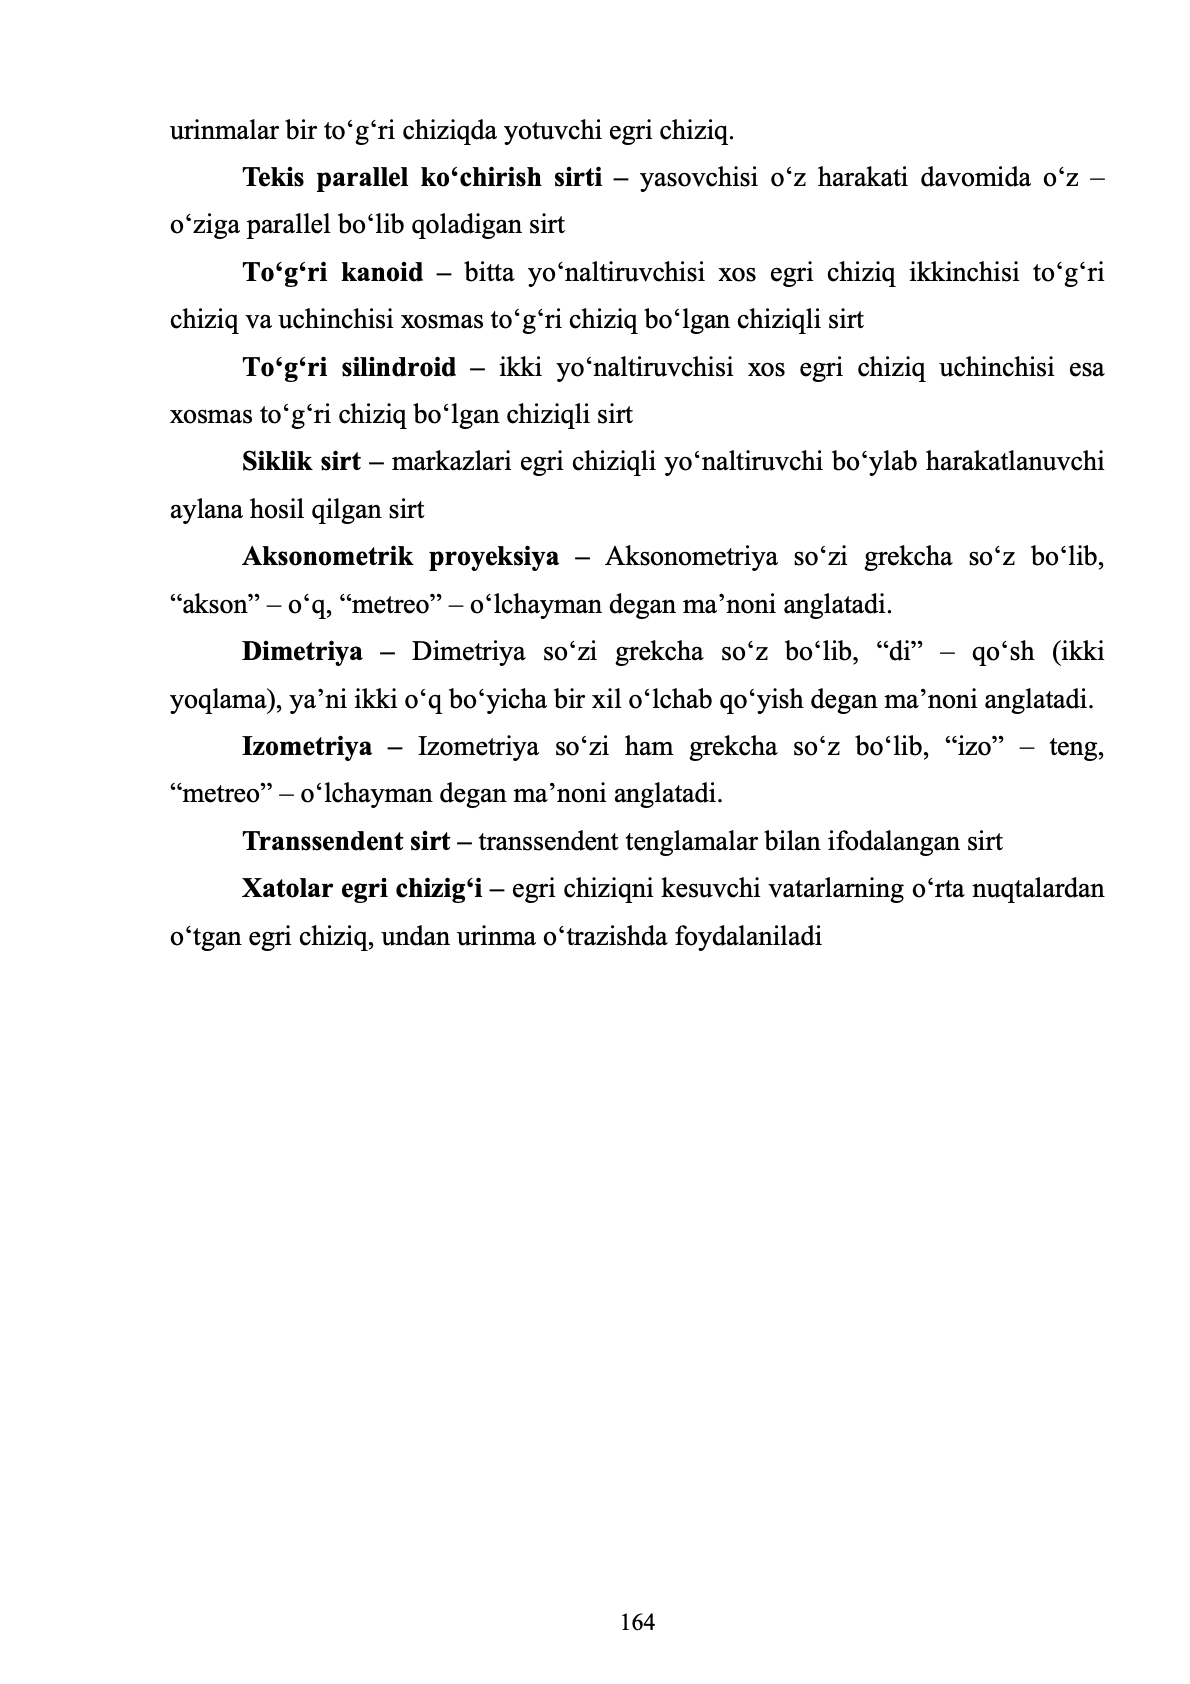 urinmalar bir to‘g‘ri chiziqda yotuvchi egri chiziq.
Tekis parallel ko‘chirish sirti – yasovchisi o‘z harakati davomida o‘z –
o‘ziga parallel bo‘lib qoladigan sirt
To‘g‘ri kanoid – bitta yo‘naltiruvchisi xos egri chiziq ikkinchisi to‘g‘ri
chiziq va uchinchisi xosmas to‘g‘ri chiziq bo‘lgan chiziqli sirt
To‘g‘ri silindroid – ikki yo‘naltiruvchisi xos egri chiziq uchinchisi esa
xosmas to‘g‘ri chiziq bo‘lgan chiziqli sirt
Siklik sirt – markazlari egri chiziqli yo‘naltiruvchi bo‘ylab harakatlanuvchi
aylana hosil qilgan sirt
Aksonometrik proyeksiya – Aksonometriya so‘zi grekcha so‘z bo‘lib,
“akson” – o‘q, “metreo” – o‘lchayman degan ma’noni anglatadi.
Dimetriya – Dimetriya so‘zi grekcha so‘z bo‘lib, “di” – qo‘sh (ikki
yoqlama), ya’ni ikki o‘q bo‘yicha bir xil o‘lchab qo‘yish degan ma’noni anglatadi.
Izometriya – Izometriya so‘zi ham grekcha so‘z bo‘lib, “izo” – teng,
“metreo” – o‘lchayman degan ma’noni anglatadi.
Transsendent sirt – transsendent tenglamalar bilan ifodalangan sirt
Xatolar egri chizig‘i – egri chiziqni kesuvchi vatarlarning o‘rta nuqtalardan
o‘tgan egri chiziq, undan urinma o‘trazishda foydalaniladi
164